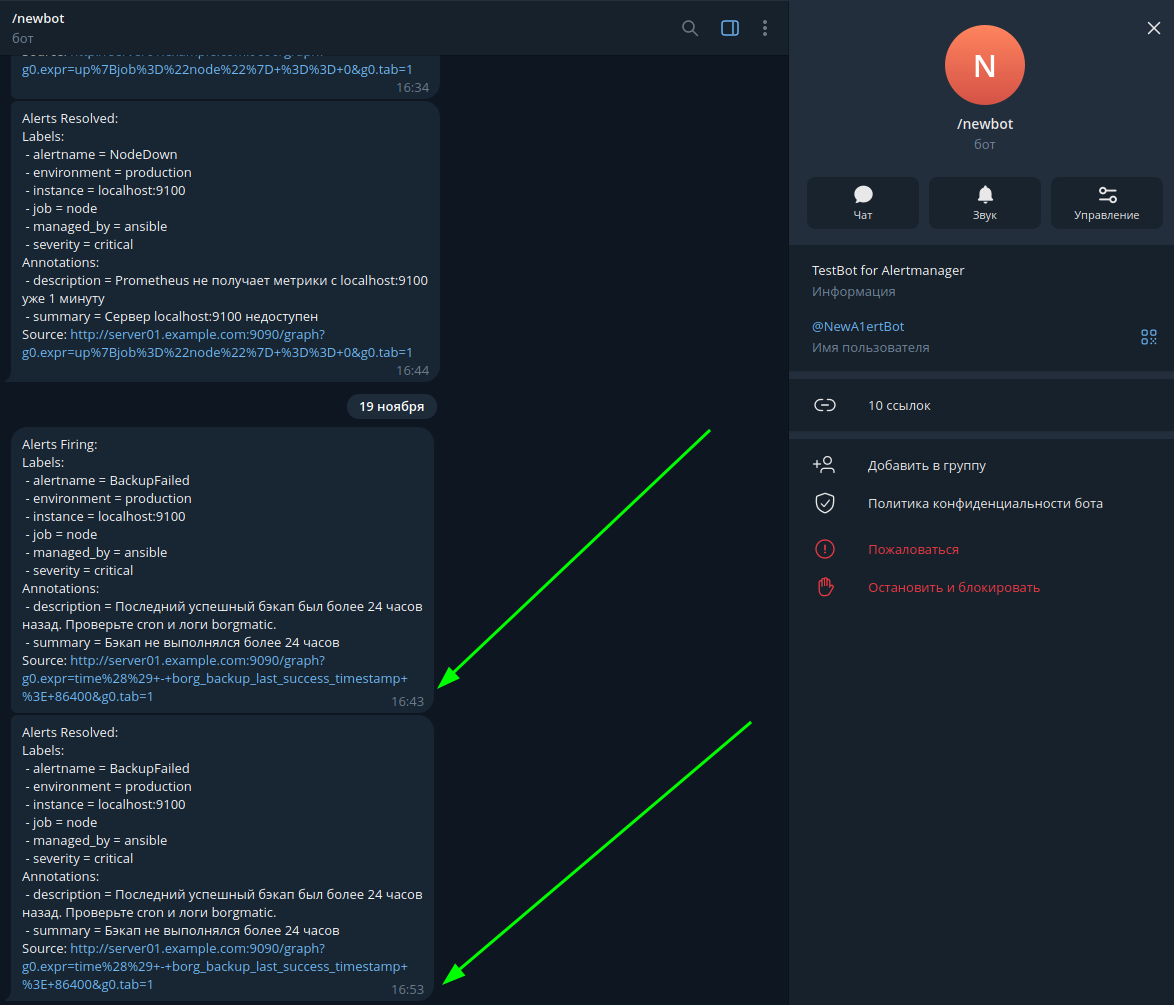 /newbot
бот
g0.expr=up%7Bjob%3D%22node%22%7D+%3D%3D+0&g0.tab=1
16:34
Alerts Resolved:
Labels:
- alertname = NodeDown
- environment = production
- instance = localhost:9100
- job = node
- managed_by = ansible
- severity = critical
Annotations:
- description = Prometheus не получает метрики с localhost:9100
уже 1 минуту
- summary = Сервер localhost:9100 недоступен
Source: http://server01.example.com:9090/graph?
g0.expr=up%7Bjob%3D%22node%22%7D+%3D%3D+0&g0.tab=1
16:44
19 ноября
Alerts Firing:
Labels:
- alertname = BackupFailed
- environment = production
- instance = localhost:9100
- job = node
- managed_by = ansible
- severity = critical
Annotations:
- description = Последний успешный бэкап был более 24 часов
назад. Проверьте cron и логи borgmatic.
- summary = Бэкап не выполнялся более 24 часов
Source: http://server01.example.com:9090/graph?
g0.expr=time%28%29+-+borg_backup_last_success_timestamp+
%3E+86400&g0.tab=1
16:43
Alerts Resolved:
Labels:
- alertname = BackupFailed
- environment = production
- instance = localhost:9100
- job = node
- managed_by = ansible
- severity = critical
Annotations:
- description = Последний успешный бэкап был более 24 часов
назад. Проверьте cron и логи borgmatic.
- summary = Бэкап не выполнялся более 24 часов
Source: http://server01.example.com:9090/graph?
g0.expr=time%28%29+-+borg_backup_last_success_timestamp+
%3E+86400&g0.tab=1
16:53
N
/newbot
бот
Чат
Звук
Управление
TestBot for Alertmanager
Информация
@NewA1ertBot
Имя пользователя
10 ссылок
Добавить в группу
Политика конфиденциальности бота
Пожаловаться
Остановить и блокировать